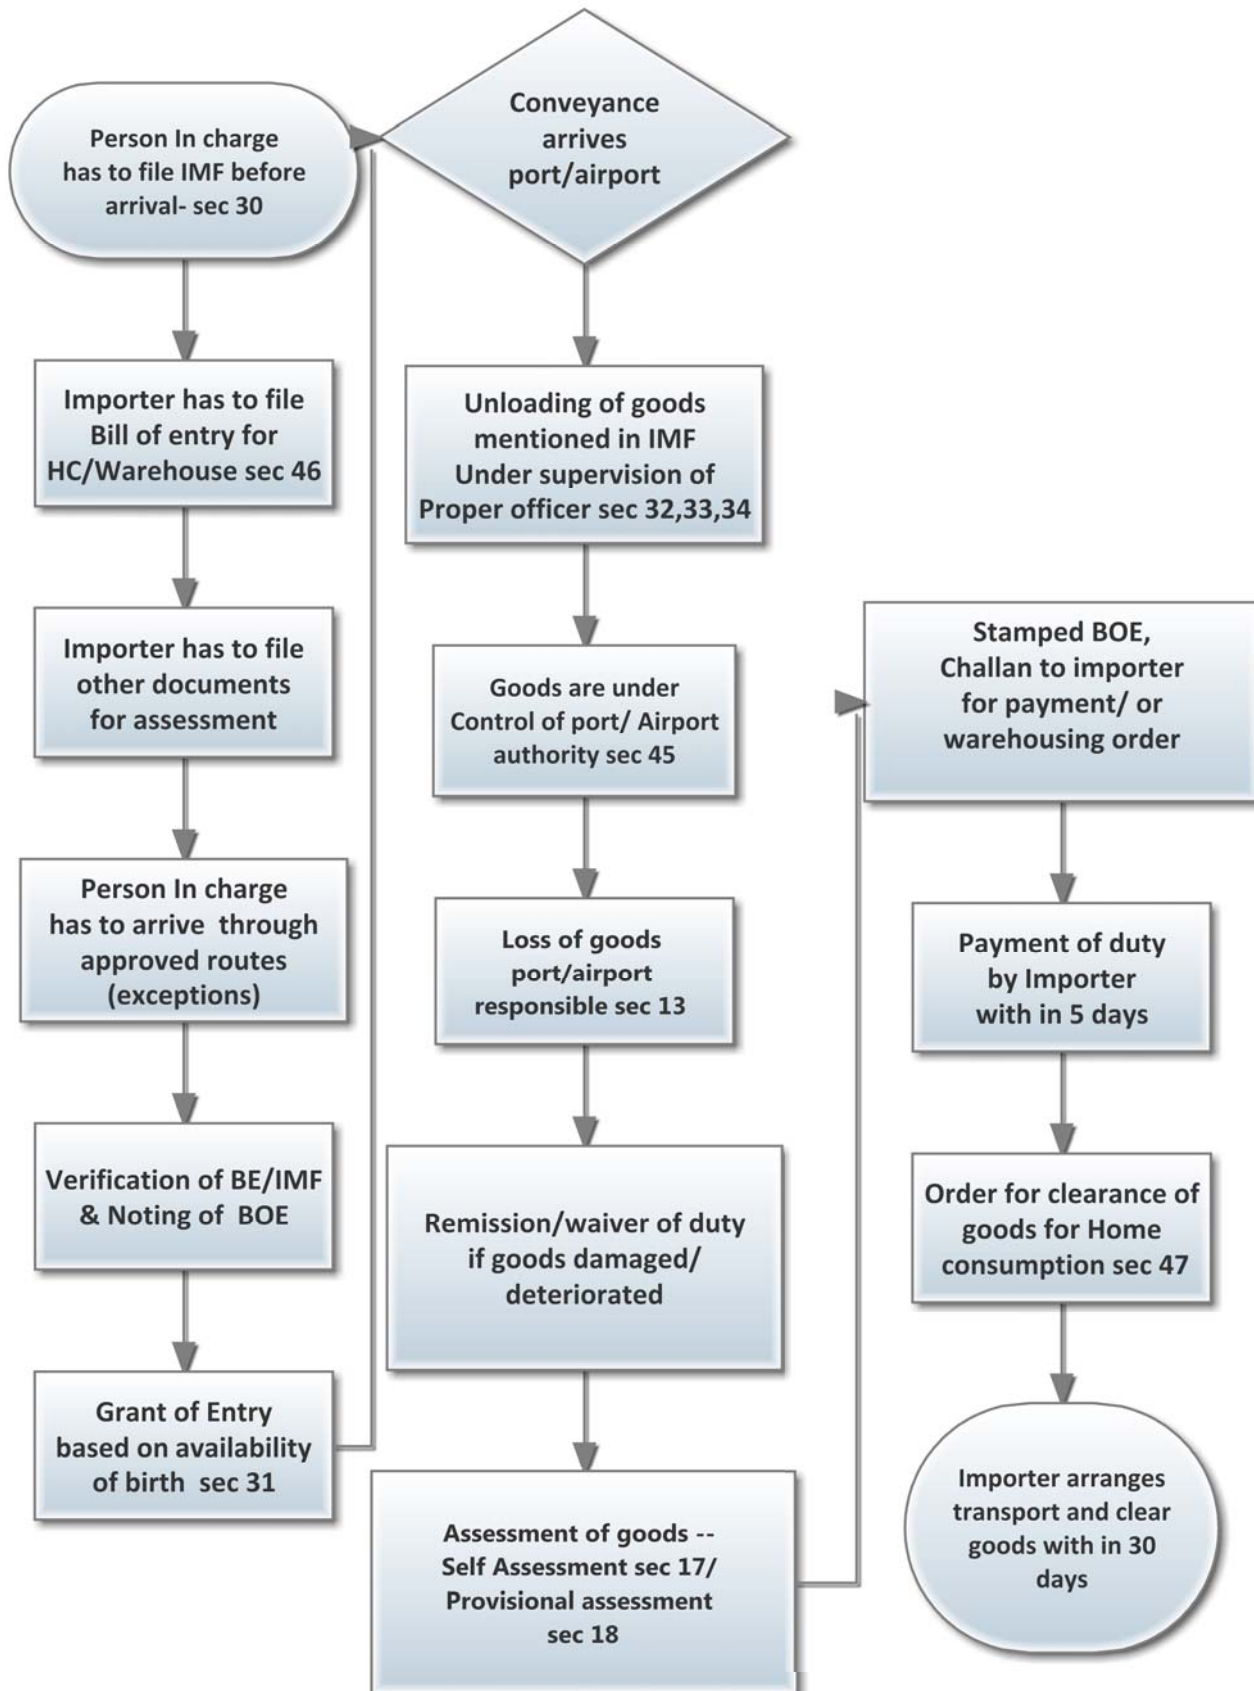 Person In charge
has to file IMF before
arrival- sec 30
Importer has to file
Bill of entry for
HC/Warehouse sec 46
Importer has to file
other documents
for assessment
Person In charge
has to arrive through
approved routes
(exceptions)
Verification of BE/IMF
& Noting of BOE
Grant of Entry
based on availability
of birth sec 31
Conveyance
arrives
port/airport
Unloading of goods
mentioned in IMF
Under supervision of
Proper officer sec 32,33,34
Goods are under
Control of port/ Airport
authority sec 45
Loss of goods
port/airport
responsible sec 13
Remission/waiver of duty
if goods damaged/
deteriorated
Assessment of goods --
Self Assessment sec 17/
Provisional assessment
sec 18
Stamped BOE,
Challan to importer
for payment/ or
warehousing order
Payment of duty
by Importer
with in 5 days
Order for clearance of
goods for Home
consumption sec 47
Importer arranges
transport and clear
goods with in 30
days